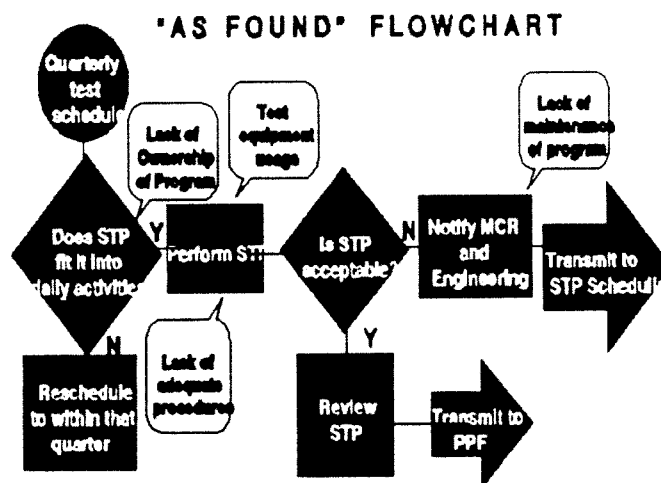 "AS FOUND" FLOWCHART
Quarterly
test
schedule
Lack of
Ownership
of Program
Test
equipment
usage
Lack of
maintenance
of program
Does STP
fit it into
daily activities
Y
Perform STP
Is STP
acceptable?
N
Notify MCR
and
Engineering
Transmit to
STP Schedul
N
Lack of
adequate
procedures
Y
Reschedule
to within that
quarter
Review
STP
Transmit to
PPF